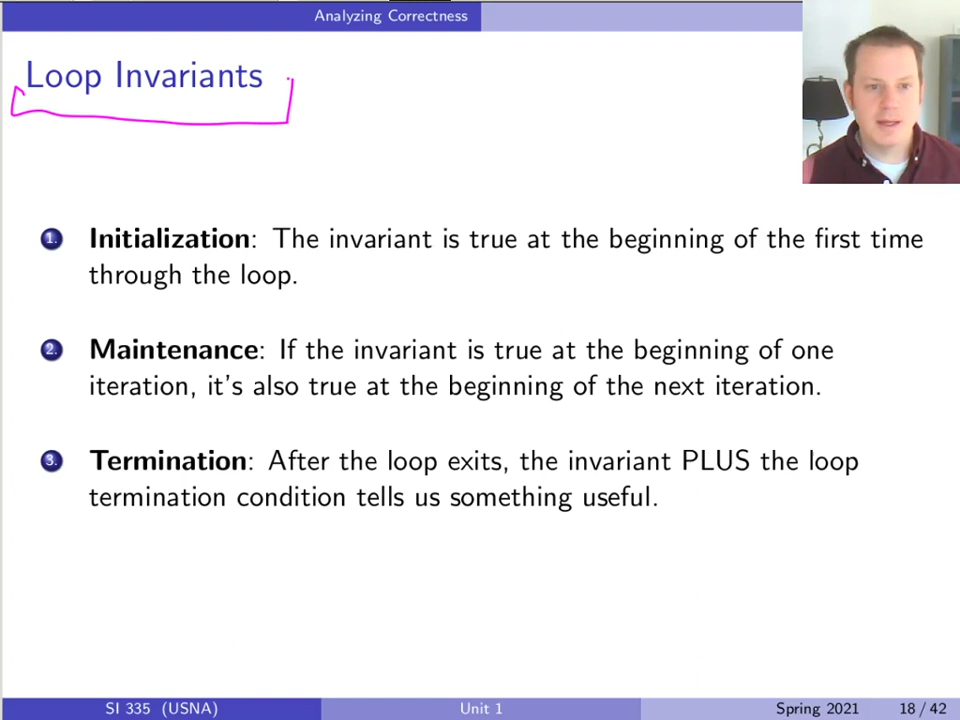 Analyzing Correctness
Loop Invariants
1. Initialization: The invariant is true at the beginning of the first time
through the loop.
2. Maintenance: If the invariant is true at the beginning of one
iteration, it's also true at the beginning of the next iteration.
3. Termination: After the loop exits, the invariant PLUS the loop
termination condition tells us something useful.
SI 335 (USNA) Unit 1 Spring 2021 18 / 42